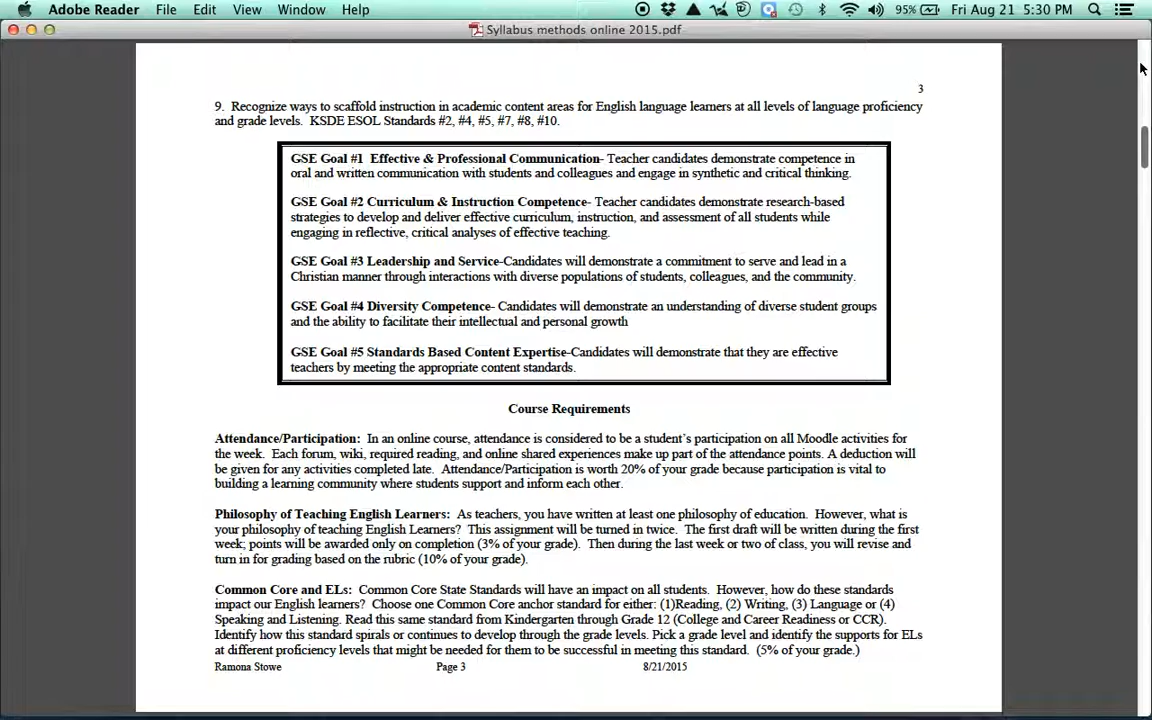 Adobe Reader File Edit View Window Help 95% Fri Aug 21 5:30 PM
Syllabus methods online 2015.pdf
3
9. Recognize ways to scaffold instruction in academic content areas for English language learners at all levels of language proficiency
and grade levels. KSDE ESOL Standards #2, #4, #5, #7, #8, #10.
GSE Goal #1 Effective & Professional Communication- Teacher candidates demonstrate competence in
oral and written communication with students and colleagues and engage in synthetic and critical thinking.
GSE Goal #2 Curriculum & Instruction Competence- Teacher candidates demonstrate research-based
strategies to develop and deliver effective curriculum, instruction, and assessment of all students while
engaging in reflective, critical analyses of effective teaching.
GSE Goal #3 Leadership and Service-Candidates will demonstrate a commitment to serve and lead in a
Christian manner through interactions with diverse populations of students, colleagues, and the community.
GSE Goal #4 Diversity Competence- Candidates will demonstrate an understanding of diverse student groups
and the ability to facilitate their intellectual and personal growth
GSE Goal #5 Standards Based Content Expertise-Candidates will demonstrate that they are effective
teachers by meeting the appropriate content standards.
Course Requirements
Attendance/Participation: In an online course, attendance is considered to be a student's participation on all Moodle activities for
the week. Each forum, wiki, required reading, and online shared experiences make up part of the attendance points. A deduction will
be given for any activities completed late. Attendance/Participation is worth 20% of your grade because participation is vital to
building a learning community where students support and inform each other.
Philosophy of Teaching English Learners: As teachers, you have written at least one philosophy of education. However, what is
your philosophy of teaching English Learners? This assignment will be turned in twice. The first draft will be written during the first
week; points will be awarded only on completion (3% of your grade). Then during the last week or two of class, you will revise and
turn in for grading based on the rubric (10% of your grade).
Common Core and ELs: Common Core State Standards will have an impact on all students. However, how do these standards
impact our English learners? Choose one Common Core anchor standard for either: (1)Reading, (2) Writing, (3) Language or (4)
Speaking and Listening. Read this same standard from Kindergarten through Grade 12 (College and Career Readiness or CCR).
Identify how this standard spirals or continues to develop through the grade levels. Pick a grade level and identify the supports for ELs
at different proficiency levels that might be needed for them to be successful in meeting this standard. (5% of your grade.)
Ramona Stowe Page 3 8/21/2015